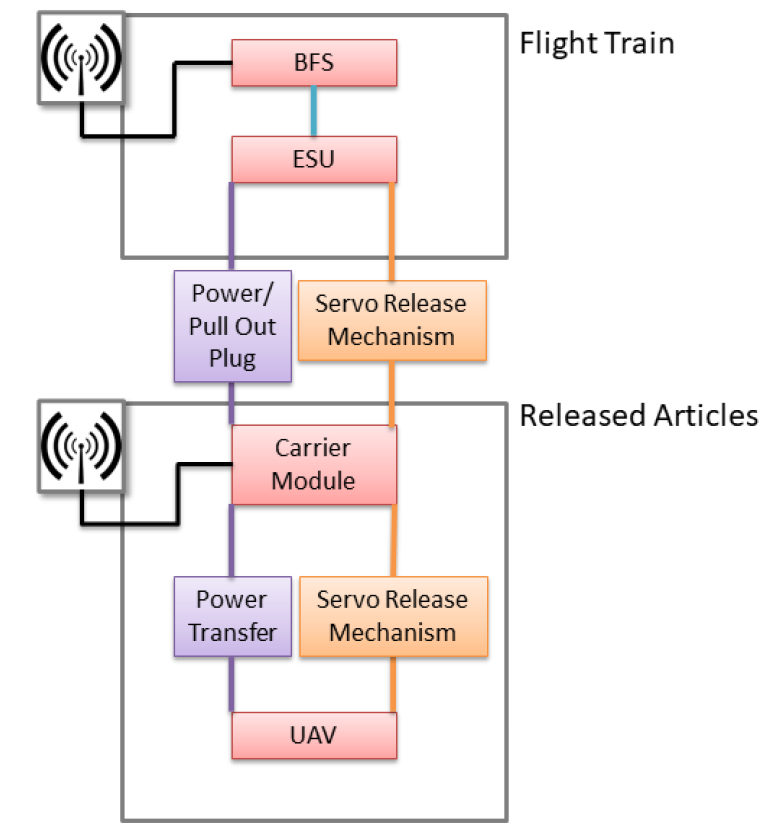 Flight Train
BFS
ESU
Power/
Pull Out
Plug
Servo Release
Mechanism
Released Articles
Carrier
Module
Power
Transfer
Servo Release
Mechanism
UAV